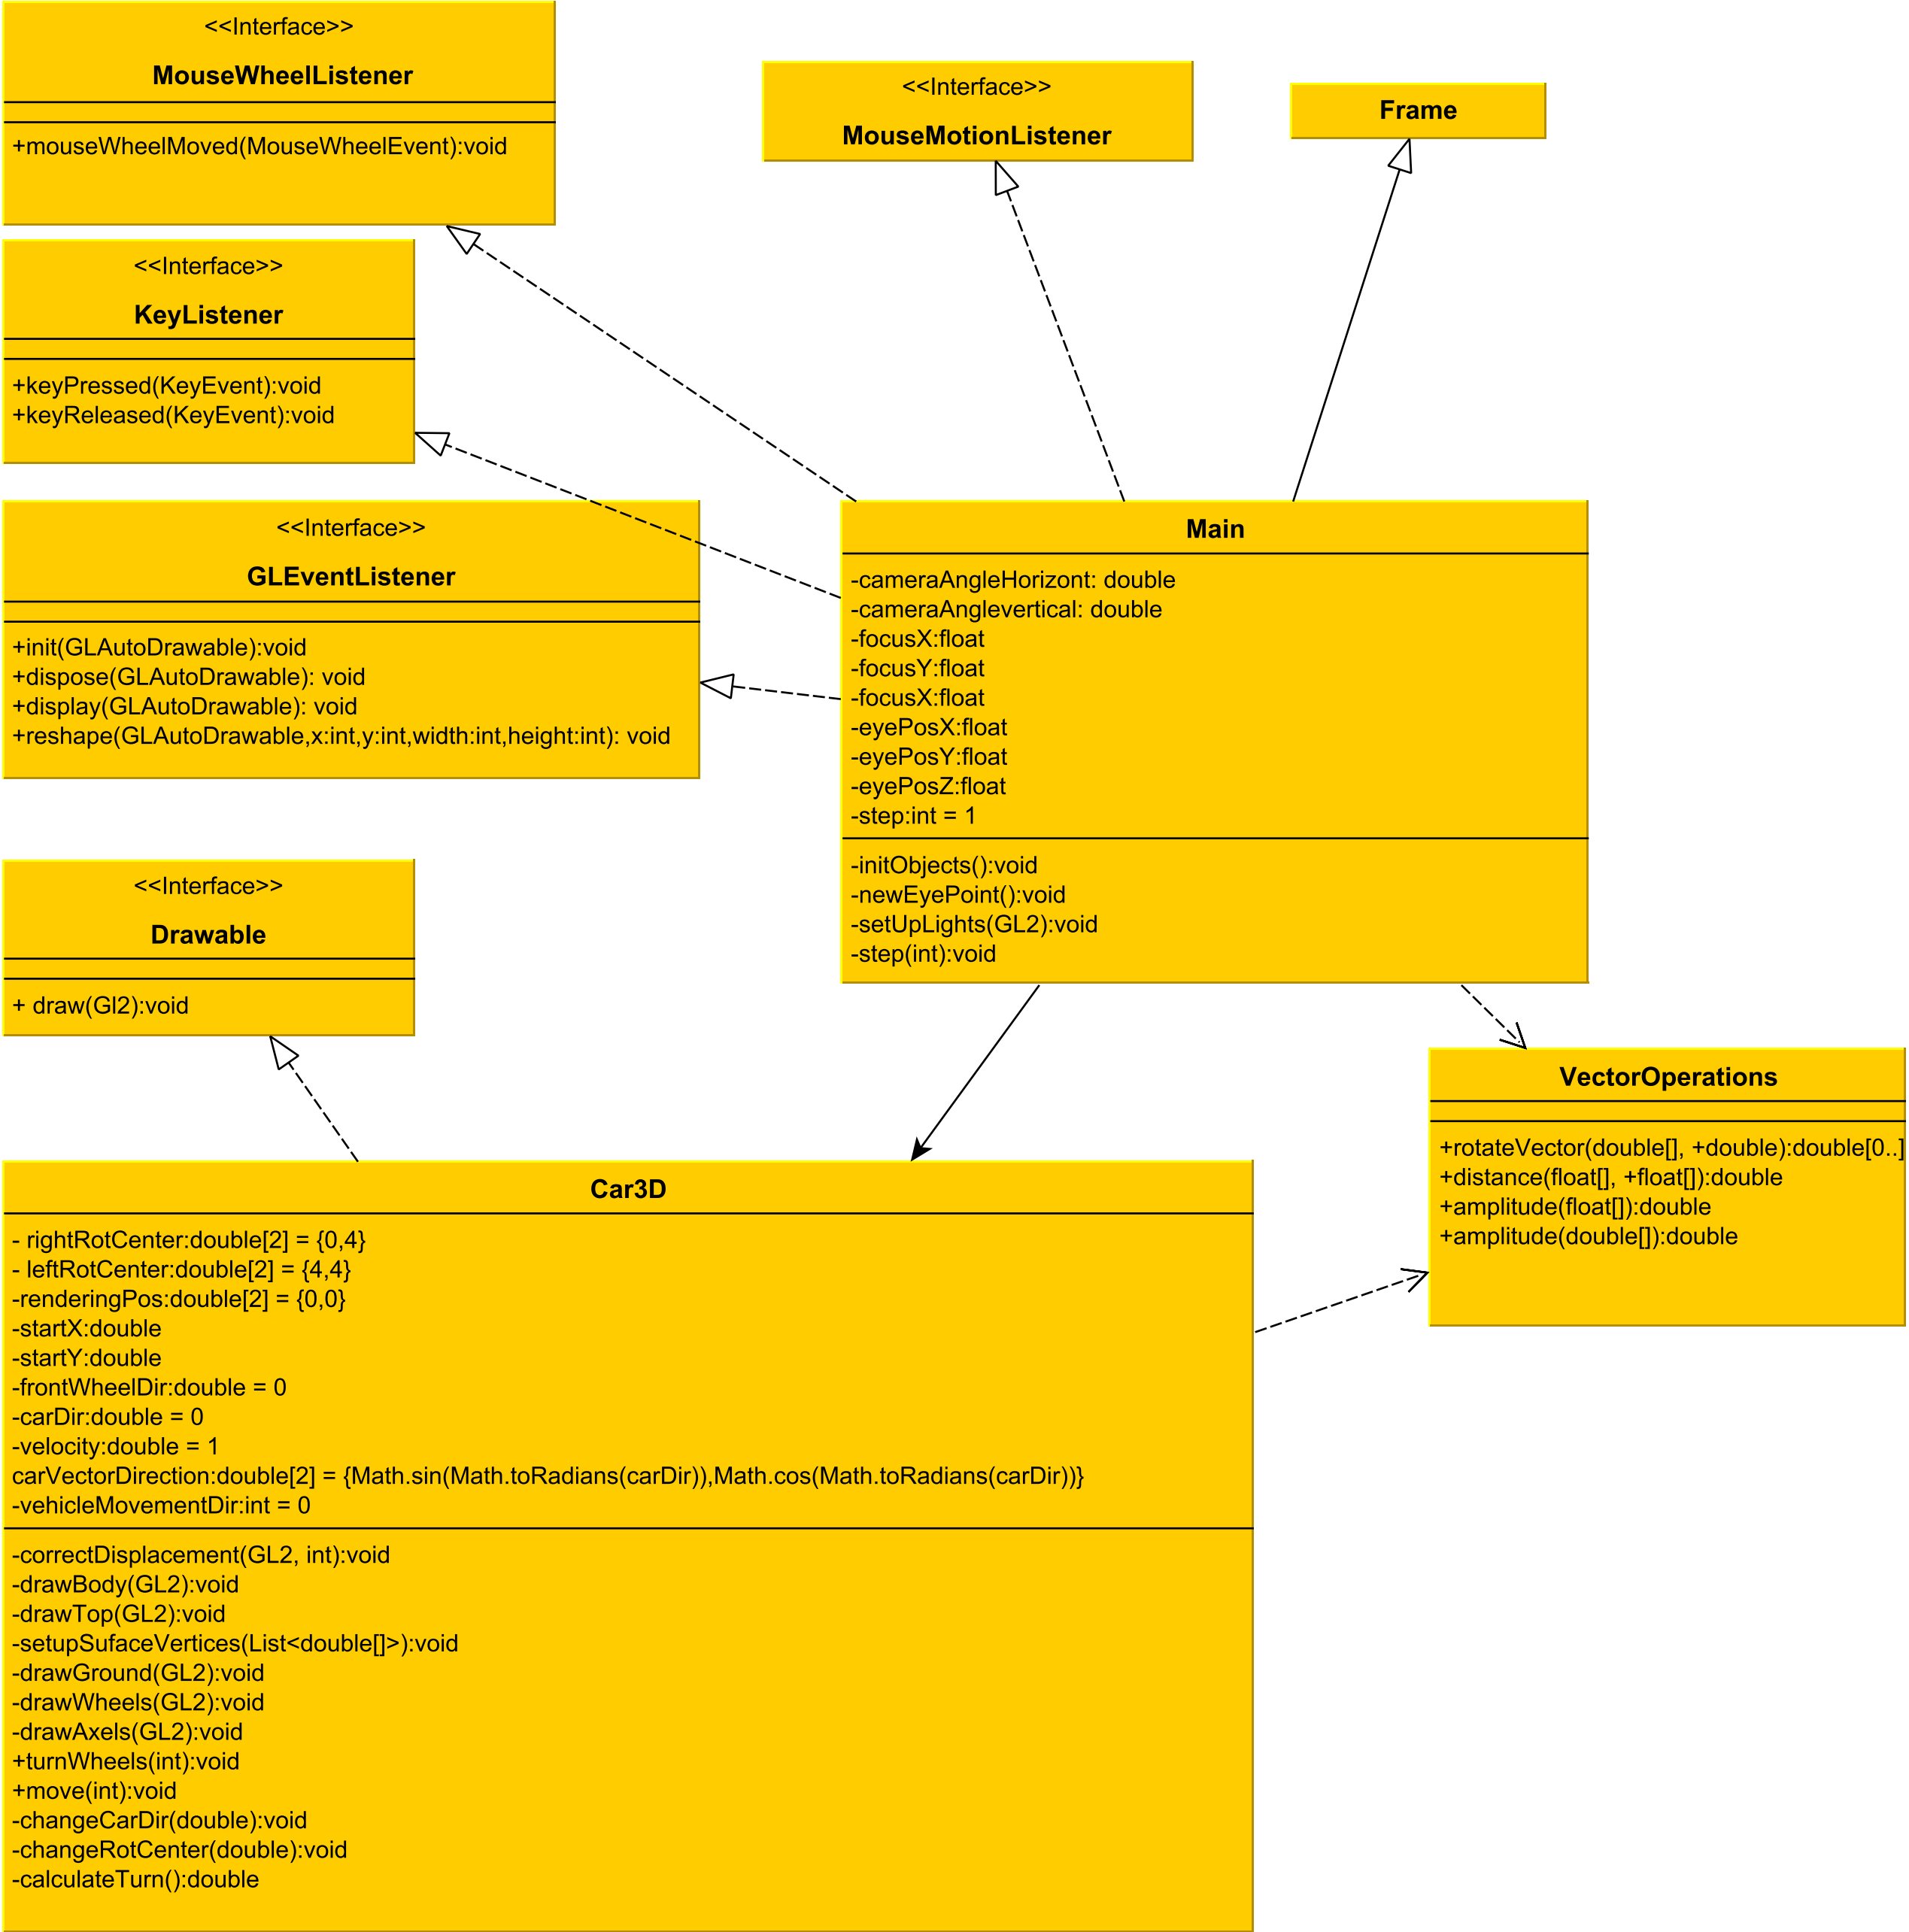 <<Interface>>
MouseWheelListener
+mouseWheelMoved(MouseWheelEvent):void
<<Interface>>
MouseMotionListener
Frame
<<Interface>>
KeyListener
+keyPressed(KeyEvent):void
+keyReleased(KeyEvent):void
<<Interface>>
GLEventListener
+init(GLAutoDrawable):void
+dispose(GLAutoDrawable): void
+display(GLAutoDrawable): void
+reshape(GLAutoDrawable,x:int,y:int,width:int,height:int): void
Main
-cameraAngleHorizont: double
-cameraAnglevertical: double
-focusX:float
-focusY:float
-focusX:float
-eyePosX:float
-eyePosY:float
-eyePosZ:float
-step:int = 1
-initObjects():void
-newEyePoint():void
-setUpLights(GL2):void
-step(int):void
<<Interface>>
Drawable
+ draw(Gl2):void
VectorOperations
+rotateVector(double[], +double):double[0..]
+distance(float[], +float[]):double
+amplitude(float[]):double
+amplitude(double[]):double
Car3D
- rightRotCenter:double[2] = {0,4}
- leftRotCenter:double[2] = {4,4}
-renderingPos:double[2] = {0,0}
-startX:double
-startY:double
-frontWheelDir:double = 0
-carDir:double = 0
-velocity:double = 1
carVectorDirection:double[2] = {Math.sin(Math.toRadians(carDir)),Math.cos(Math.toRadians(carDir))}
-vehicleMovementDir:int = 0
-correctDisplacement(GL2, int):void
-drawBody(GL2):void
-drawTop(GL2):void
-setupSufaceVertices(List<double[]>):void
-drawGround(GL2):void
-drawWheels(GL2):void
-drawAxels(GL2):void
+turnWheels(int):void
+move(int):void
-changeCarDir(double):void
-changeRotCenter(double):void
-calculateTurn():double